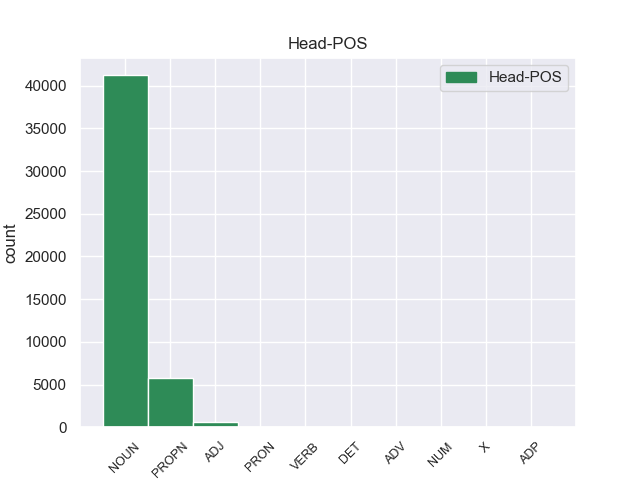 Head-POS
Head-POS
count
40000
35000
30000
25000
20000
15000
10000
5000
0
NOUN PROPN ADJ PRON VERB DET ADV NUM X ADP